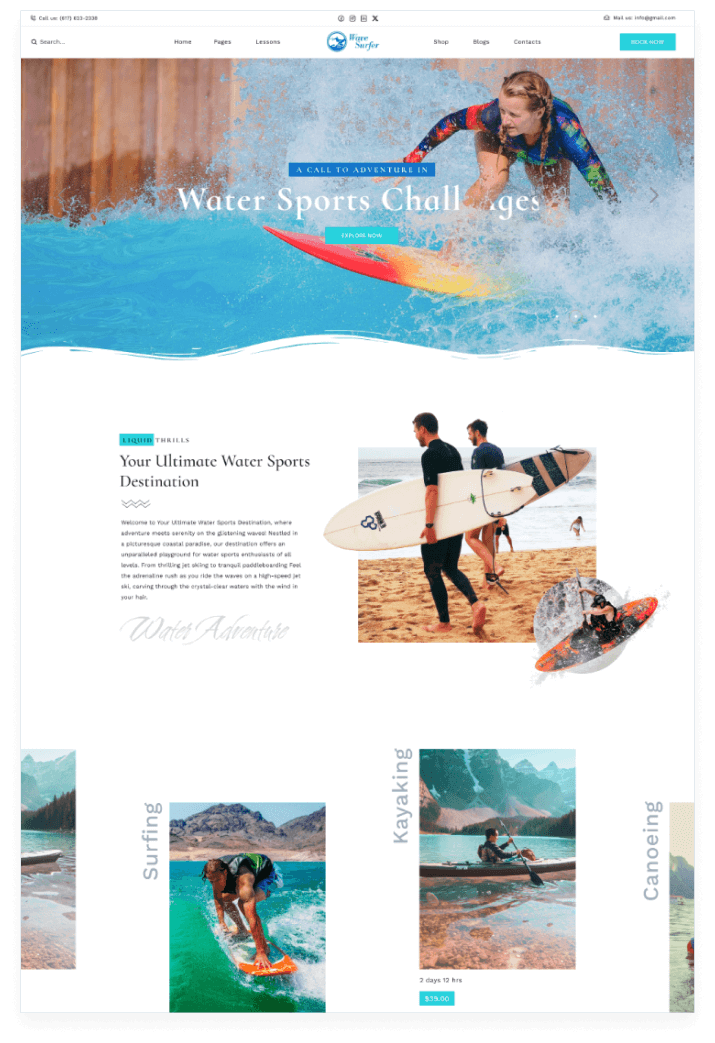 Call us: (617) 623-2338
Mail us: info@gmail.com
Search...
Home
Pages
Lessons
Wave
Surfer
Shop
Blogs
Contacts
BOOK NOW
A CALL TO ADVENTURE IN
Water Sports Chall ges
EXPLORE NOW
LIQUID THRILLS
Your Ultimate Water Sports
Destination
Welcome to Your Ultimate Water Sports Destination, where
adventure meets serenity on the glistening waves! Nestled in
a picturesque coastal paradise, our destination offers an
unparalleled playground for water sports enthusiasts of all
levels. From thrilling jet skiing to tranquil paddleboarding Feel
the adrenaline rush as you ride the waves on a high-speed jet
ski, carving through the crystal-clear waters with the wind in
your hair.
Water Adventure
Surfing
Kayaking
Canoeing
2 days 12 hrs
$35.00